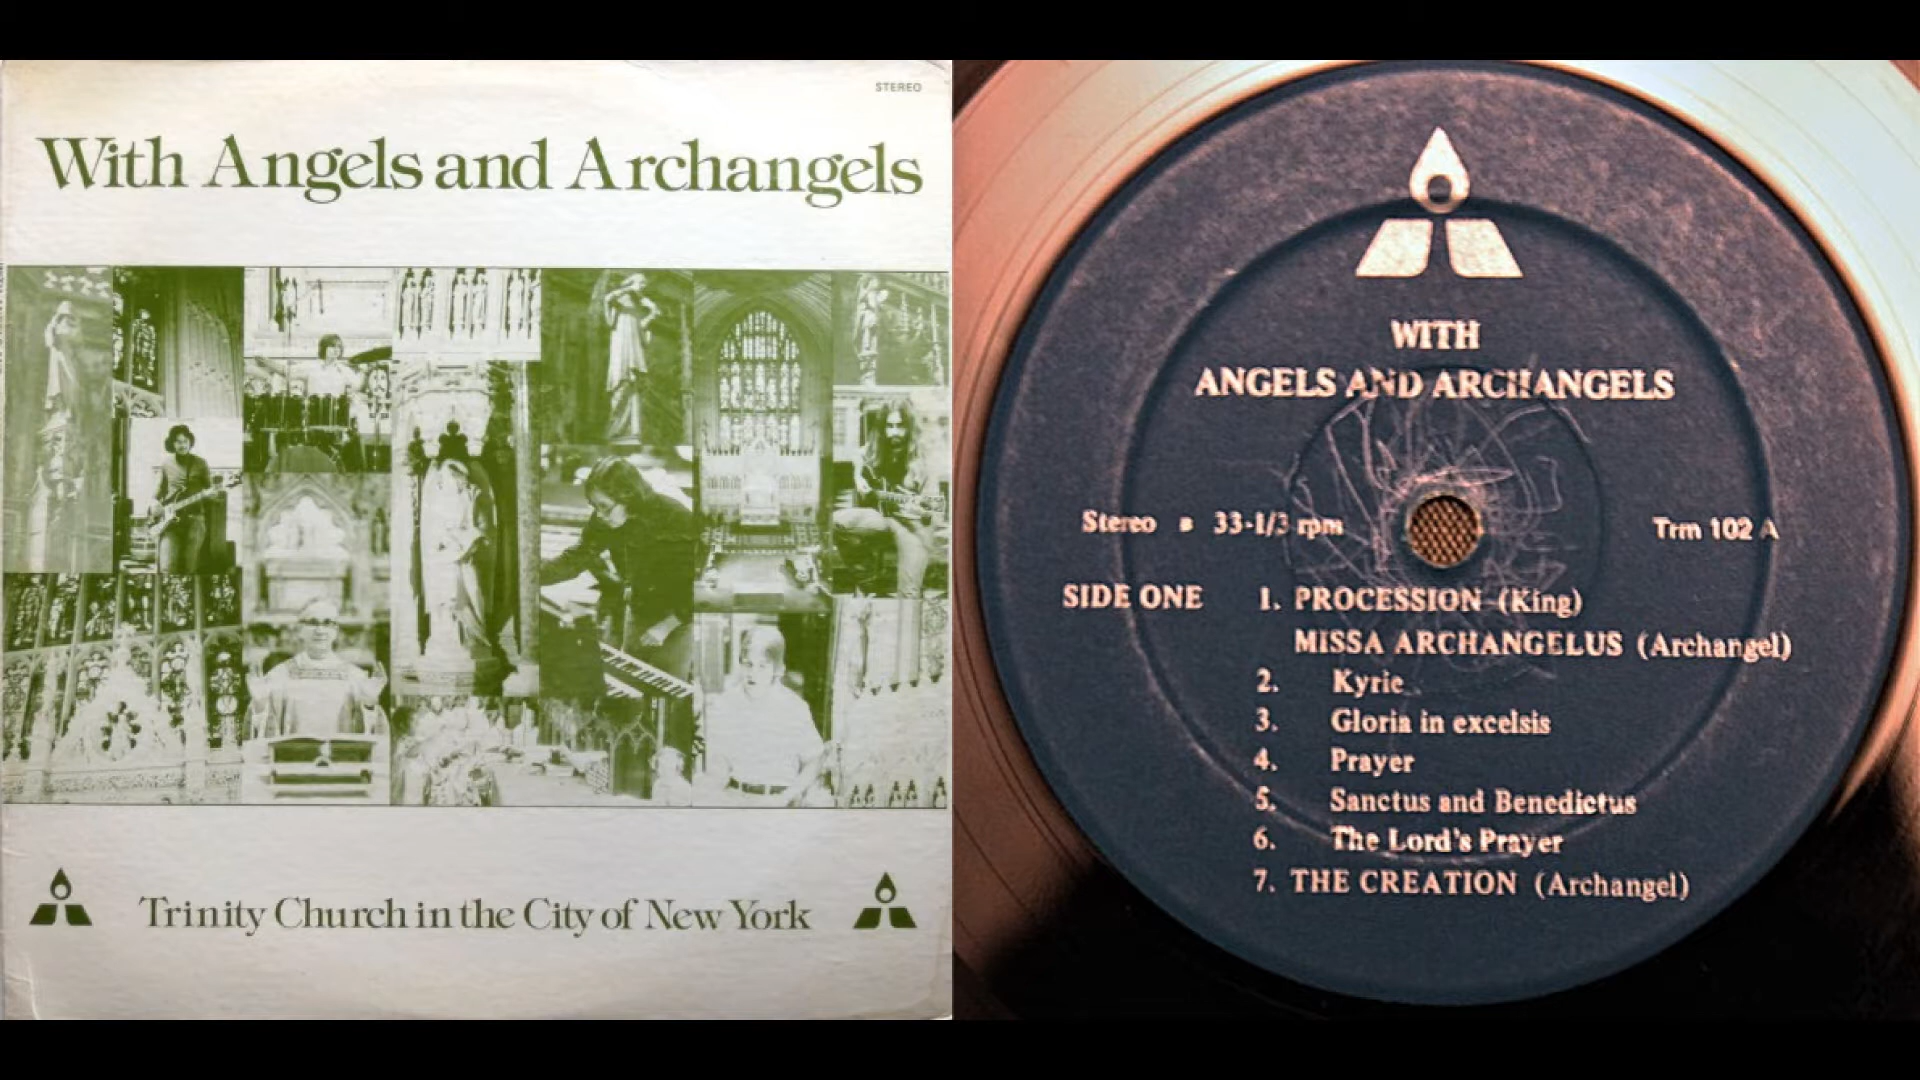 STEREO
With Angels and Archangels
Trinity Church in the City of New York
WITH
ANGELS AND ARCHANGELS
Stereo ■ 33-1/3 rpm
Trm 102 A
SIDE ONE
1. PROCESSION (King)
MISSA ARCHANGELUS (Archangel)
2. Kyrie
3. Gloria in excelsis
4. Prayer
5. Sanctus and Benedictus
6. The Lord's Prayer
7. THE CREATION (Archangel)